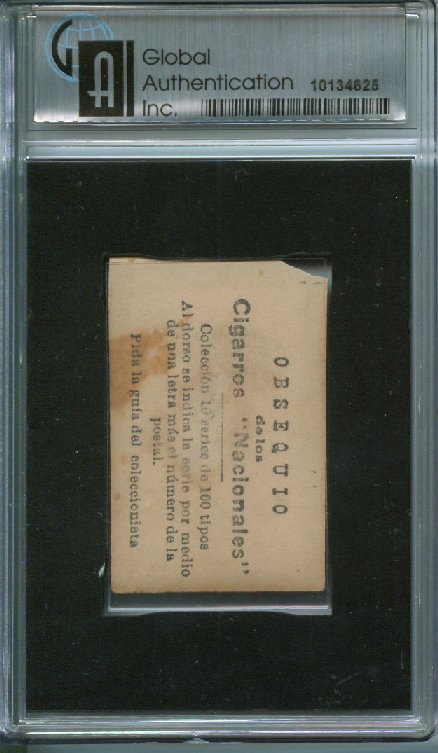 Global
Authentication
Inc.
10134625
OBSEQUIO
de los
Cigarros "Nacionales"
Colección 10 series de 100 tipos
Al dorso se indica la serie por medio
de una letra más el número de la
postal.
Pida la guía del coleccionista